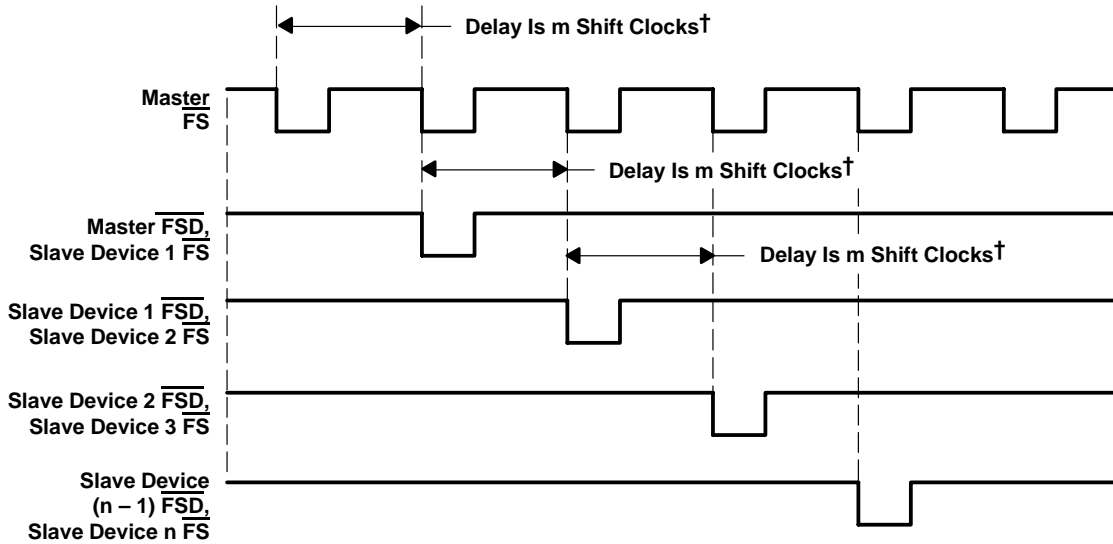 Delay Is m Shift Clocks†
Master
FS
Delay Is m Shift Clocks†
Master FSD,
Slave Device 1 FS
Delay Is m Shift Clocks†
Slave Device 1 FSD,
Slave Device 2 FS
Slave Device 2 FSD,
Slave Device 3 FS
Slave Device
(n – 1) FSD,
Slave Device n FS